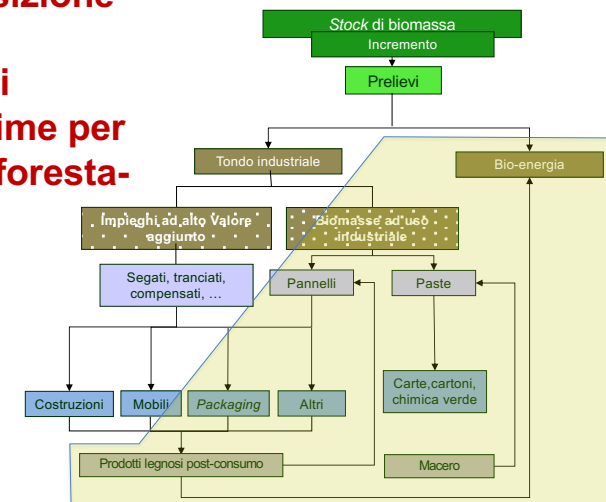 sizione
i
ime per
foresta-
Stock di biomassa
Incremento
Prelievi
Tondo industriale
Bio-energia
Impieghi ad alto Valore
aggiunto
Biomasse ad uso
industriale
Segati, tranciati,
compensati, …
Pannelli
Paste
Costruzioni
Mobili
Packaging
Altri
Carte,cartoni,
chimica verde
Prodotti legnosi post-consumo
Macero